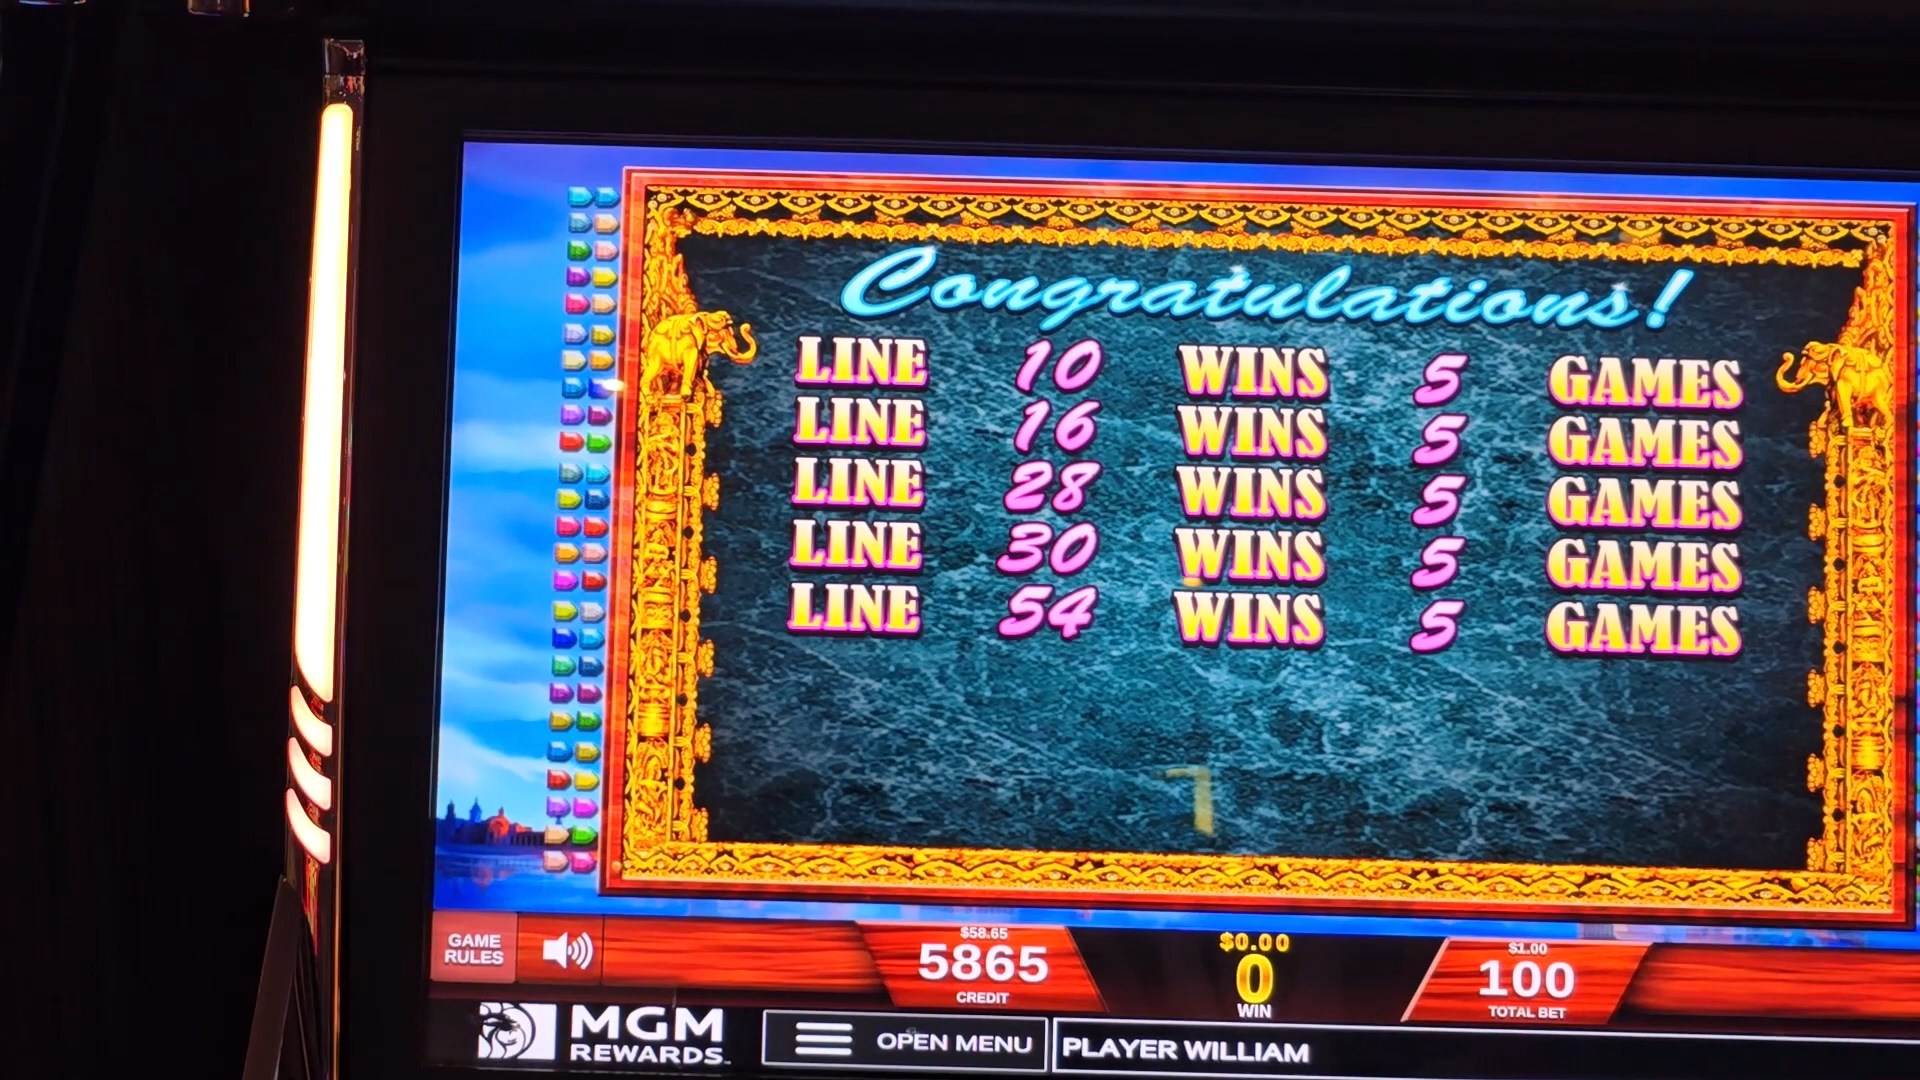 Congratulations!
LINE 10 WINS 5 GAMES
LINE 16 WINS 5 GAMES
LINE 28 WINS 5 GAMES
LINE 30 WINS 5 GAMES
LINE 54 WINS 5 GAMES
GAME RULES
$58.65
5865
CREDIT
$0.00
0
WIN
$1.00
100
TOTAL BET
MGM
REWARDS
OPEN MENU
PLAYER WILLIAM